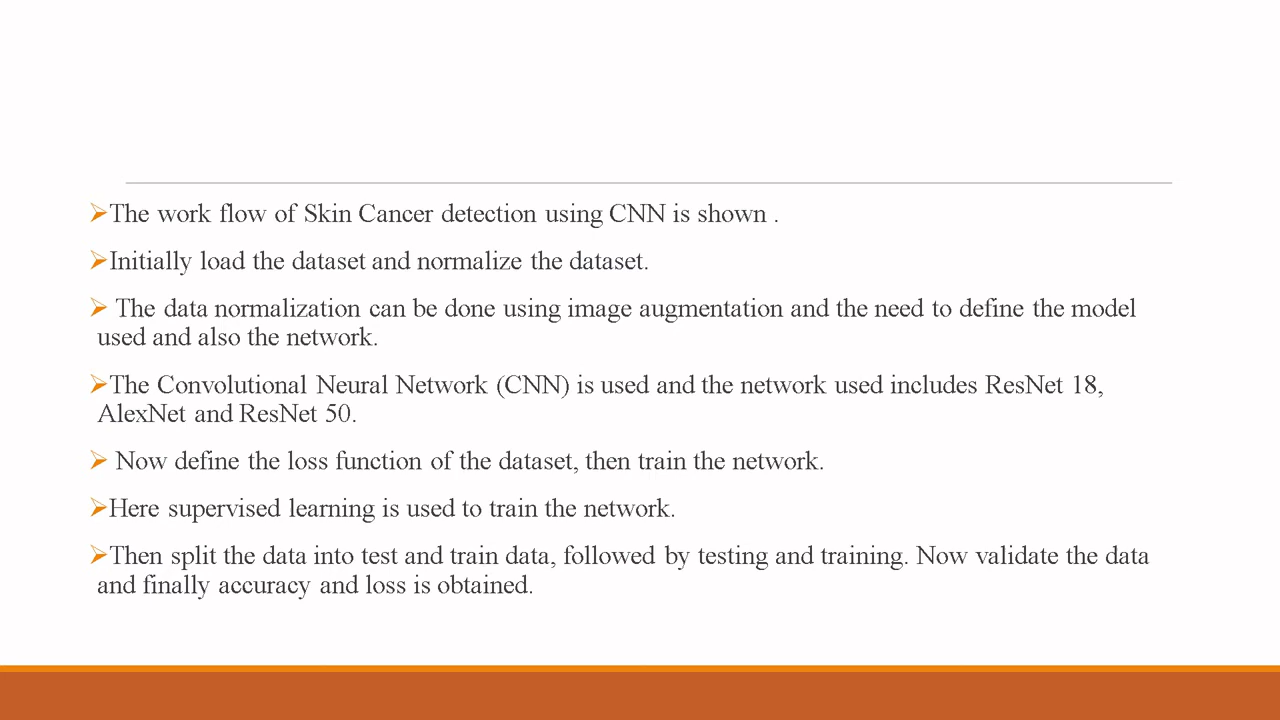 ➢The work flow of Skin Cancer detection using CNN is shown .
➢Initially load the dataset and normalize the dataset.
➢ The data normalization can be done using image augmentation and the need to define the model
used and also the network.
➢The Convolutional Neural Network (CNN) is used and the network used includes ResNet 18,
AlexNet and ResNet 50.
➢ Now define the loss function of the dataset, then train the network.
➢Here supervised learning is used to train the network.
➢Then split the data into test and train data, followed by testing and training. Now validate the data
and finally accuracy and loss is obtained.